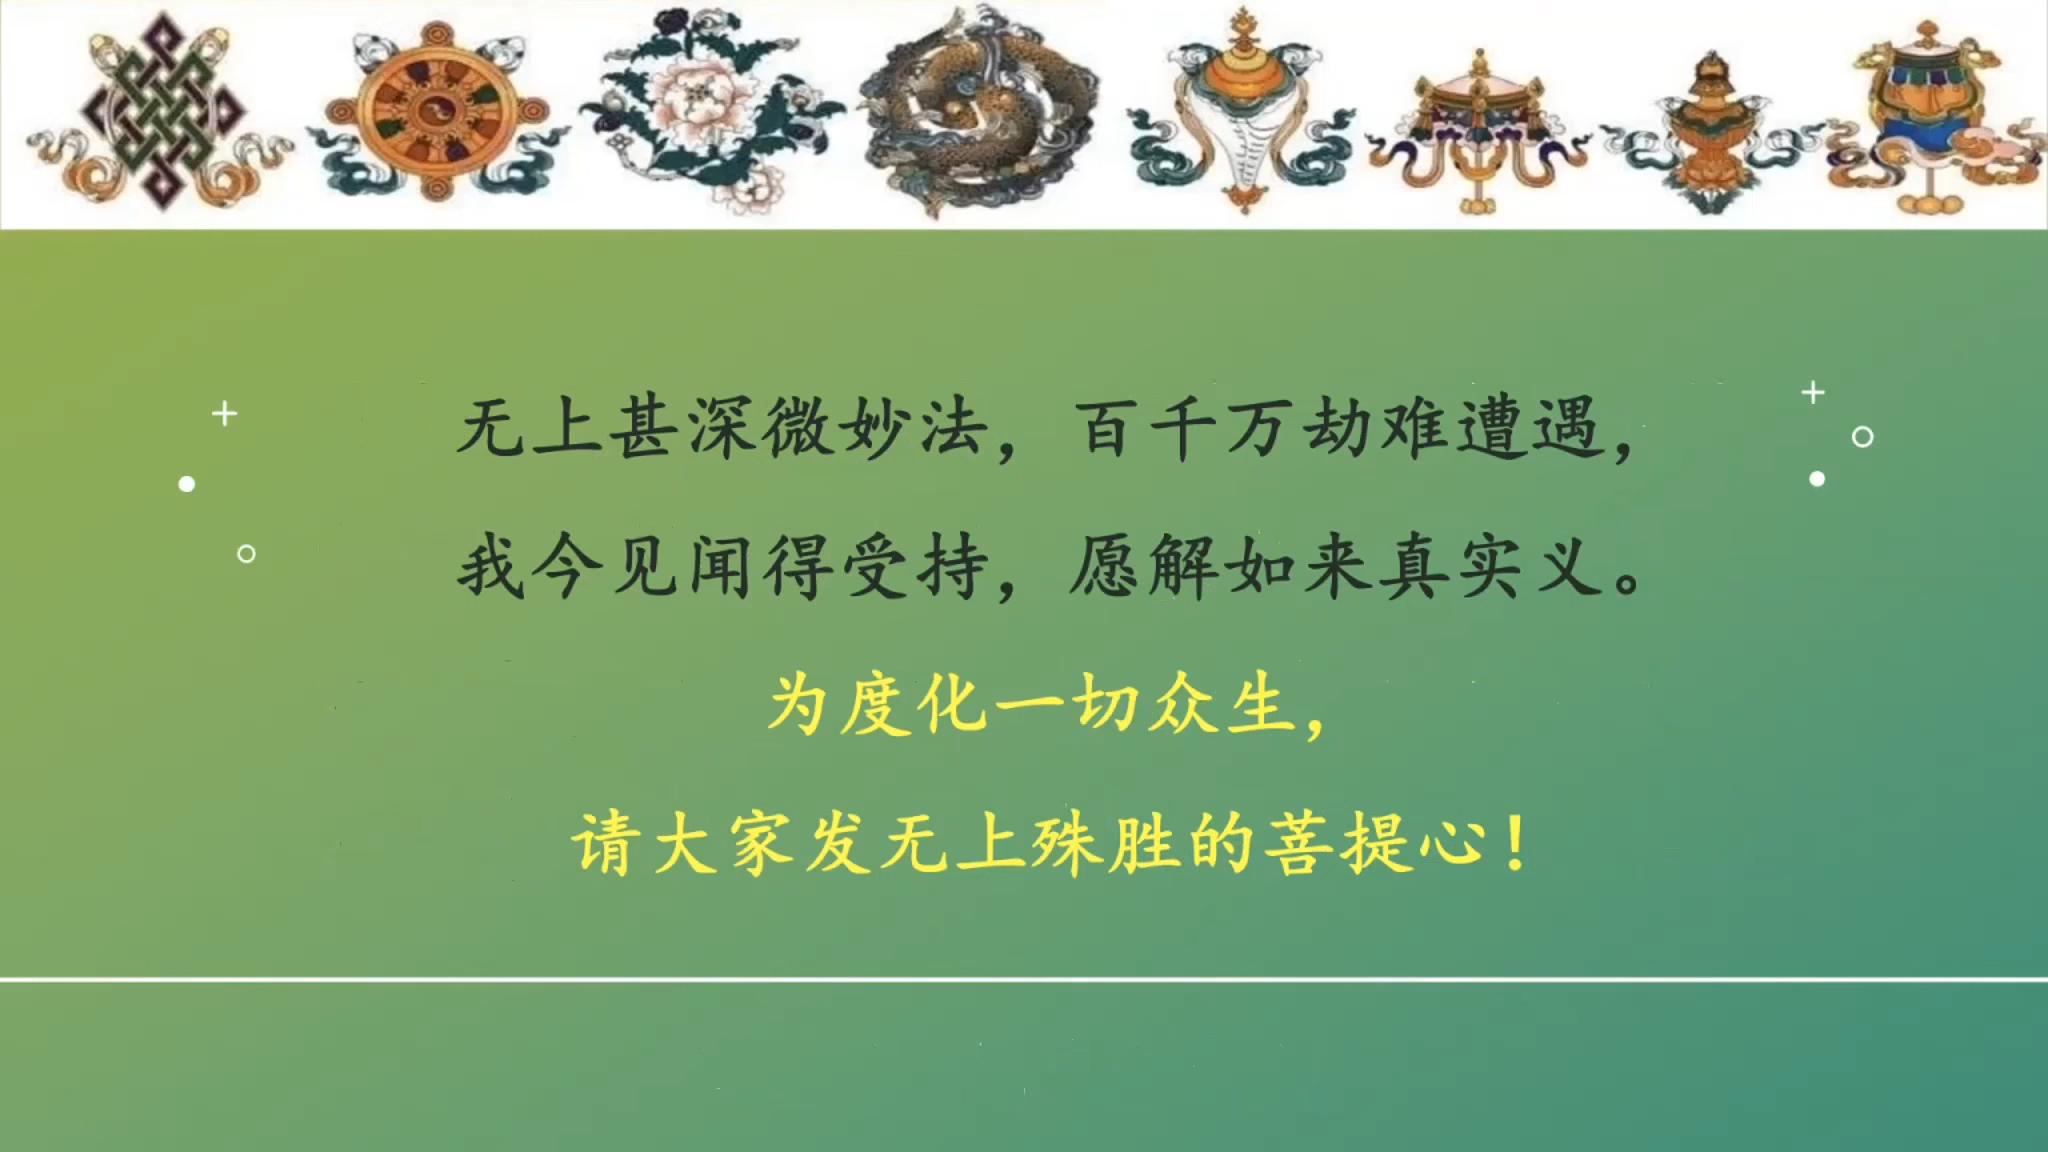 无上甚深微妙法，百千万劫难遭遇，
我今见闻得受持，愿解如来真实义。
为度化一切众生，
请大家发无上殊胜的菩提心！